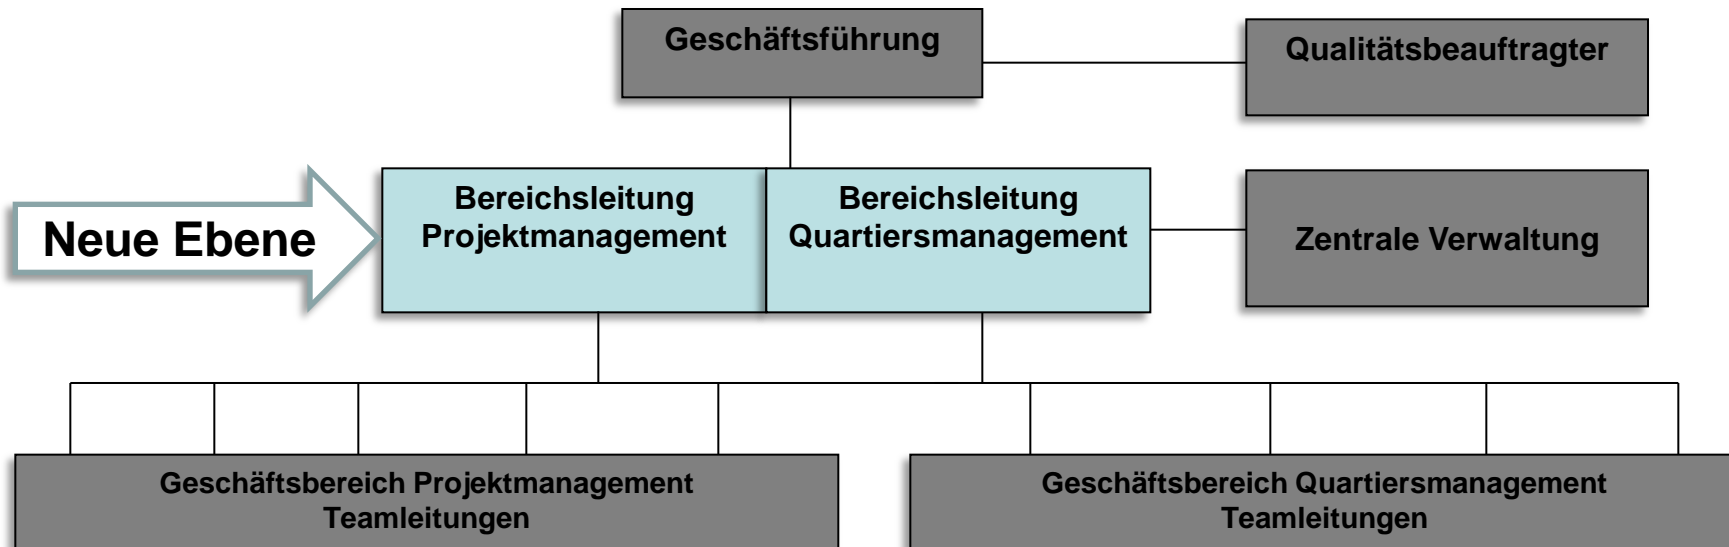 Geschäftsführung
Qualitätsbeauftragter
Neue Ebene
Bereichsleitung
Projektmanagement
Bereichsleitung
Quartiersmanagement
Zentrale Verwaltung
Geschäftsbereich Projektmanagement
Teamleitungen
Geschäftsbereich Quartiersmanagement
Teamleitungen